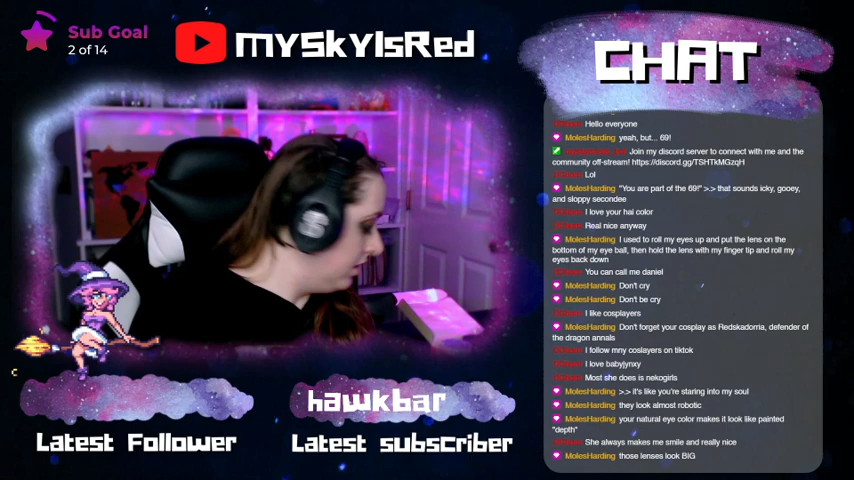 Sub Goal
2 of 14
MYSkYIsRed
CHAT
Hello everyone
MolesHarding yeah, but... 69!
Join my discord server to connect with me and the
community off-stream! https://discord.gg/TSHTkMGzqH
Lol
MolesHarding "You are part of the 69!" >> that sounds icky, gooey,
and sloppy secondee
I love your hai color
Real nice anyway
MolesHarding I used to roll my eyes up and put the lens on the
bottom of my eye ball, then hold the lens with my finger tip and roll my
eyes back down
You can call me daniel
MolesHarding Don't cry
MolesHarding Don't be cry
I like cosplayers
MolesHarding Don't forget your cosplay as Redskadorria, defender of
the dragon annals
I follow mny coslayers on tiktok
I love babyjynxy
Most she does is nekogirls
MolesHarding >> it's like you're staring into my soul
MolesHarding they look almost robotic
MolesHarding your natural eye color makes it look like painted
"depth"
She always makes me smile and really nice
MolesHarding those lenses look BIG
hawkbar
Latest Follower
Latest subscriber